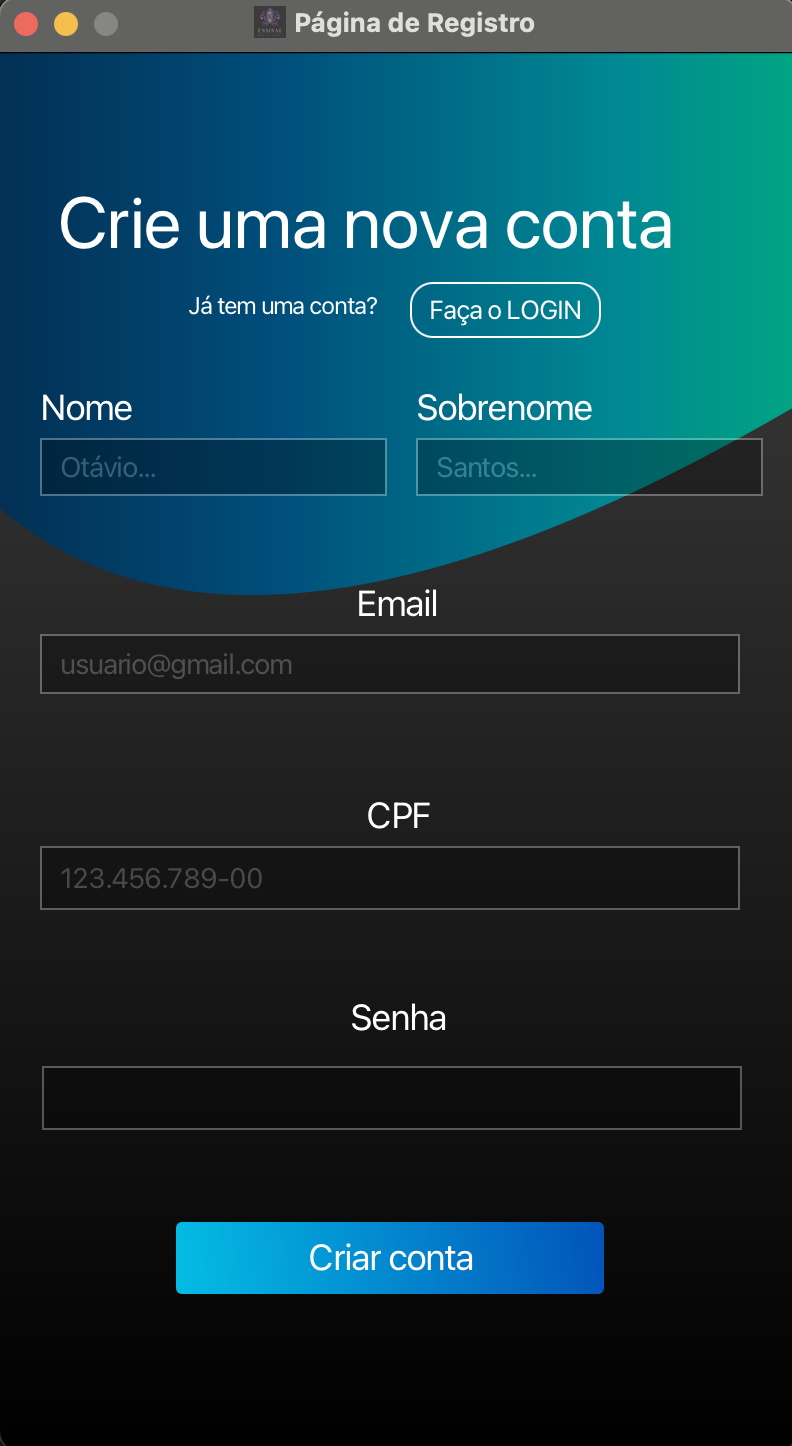 Página de Registro
Crie uma nova conta
Já tem uma conta? Faça o LOGIN
Nome Sobrenome
Otávio... Santos...
Email
usuario@gmail.com
CPF
123.456.789-00
Senha
Criar conta